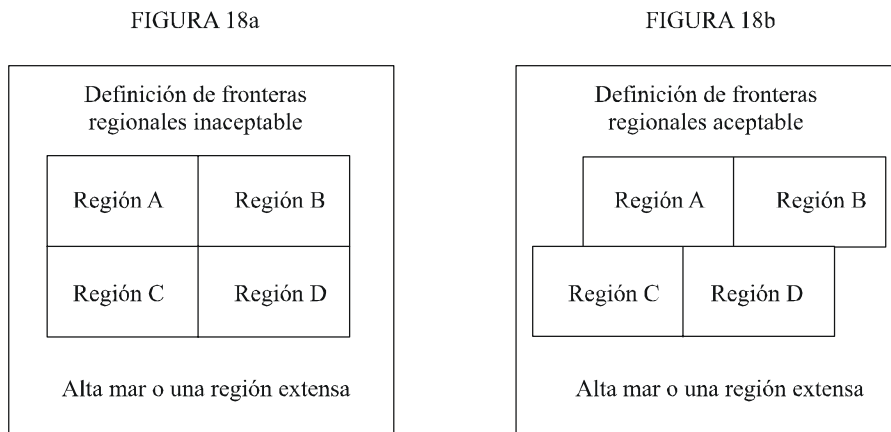 FIGURA 18a
Definición de fronteras
regionales inaceptable
Región A
Región B
Región C
Región D
Alta mar o una región extensa
FIGURA 18b
Definición de fronteras
regionales aceptable
Región A
Región B
Región C
Región D
Alta mar o una región extensa